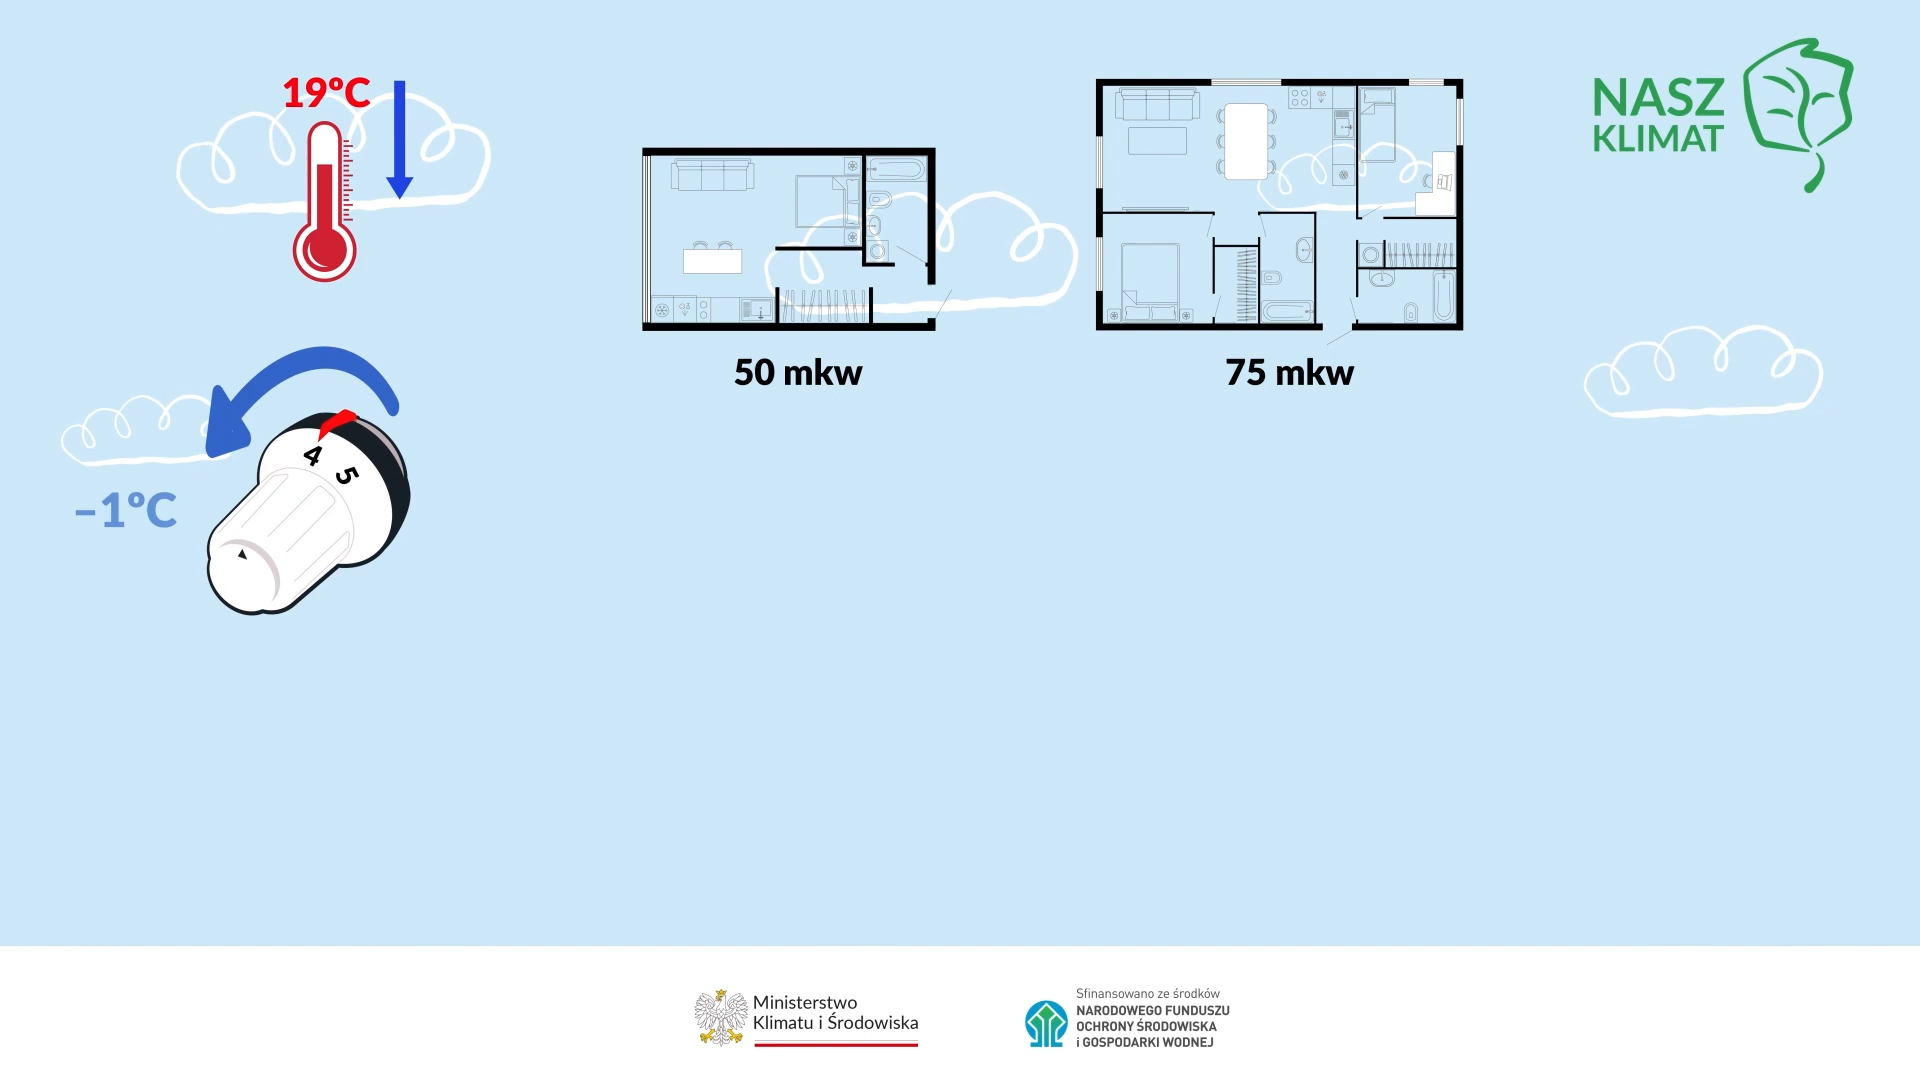 19°C
NASZ
KLIMAT
50 mkw
75 mkw
4
5
–1°C
Ministerstwo
Klimatu i Środowiska
Sfinansowano ze środków
NARODOWEGO FUNDUSZU
OCHRONY ŚRODOWISKA
i GOSPODARKI WODNEJ